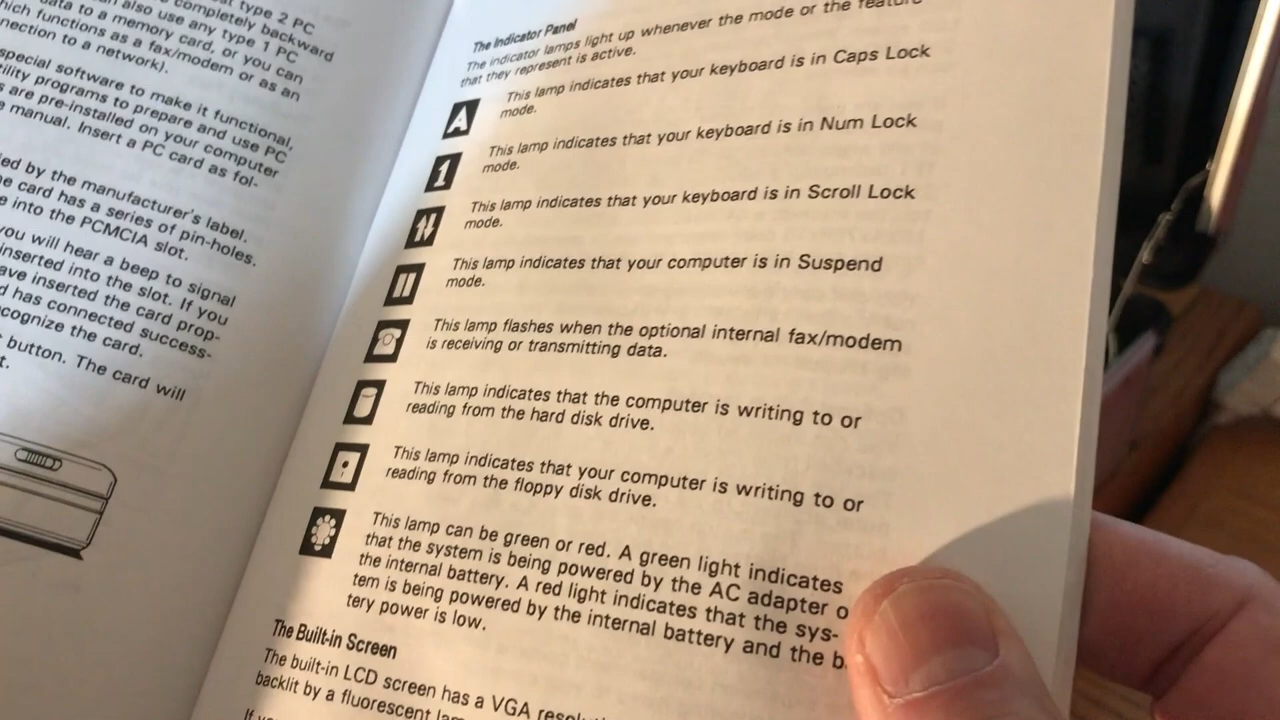 type 2 PC
completely backward
also use any type 1 PC
data to a memory card, or you can
which functions as a fax/modem or as an
nection to a network).
special software to make it functional,
ility programs to prepare and use PC
s are pre-installed on your computer
manual. Insert a PC card as fol-
ed by the manufacturer's label.
e card has a series of pin-holes.
e into the PCMCIA slot.
you will hear a beep to signal
inserted into the slot. If you
ave inserted the card prop-
d has connected success-
cognize the card.
button. The card will
t.
The Indicator Panel
The indicator lamps light up whenever the mode or the feature
that they represent is active.
A
This lamp indicates that your keyboard is in Caps Lock
mode.
1
This lamp indicates that your keyboard is in Num Lock
mode.
This lamp indicates that your keyboard is in Scroll Lock
mode.
This lamp indicates that your computer is in Suspend
mode.
This lamp flashes when the optional internal fax/modem
is receiving or transmitting data.
This lamp indicates that the computer is writing to or
reading from the hard disk drive.
This lamp indicates that your computer is writing to or
reading from the floppy disk drive.
This lamp can be green or red. A green light indicates
that the system is being powered by the AC adapter o
the internal battery. A red light indicates that the sys-
tem is being powered by the internal battery and the b
tery power is low.
The Built-in Screen
The built-in LCD screen has a VGA
backlit by a fluorescent